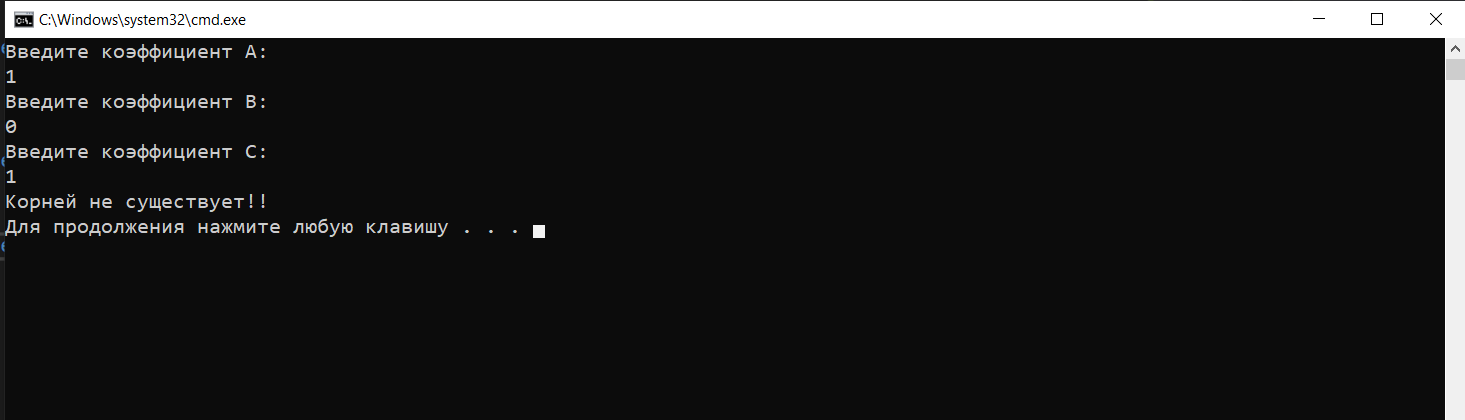 C:\Windows\system32\cmd.exe
Введите коэффициент A:
1
Введите коэффициент B:
0
Введите коэффициент C:
1
Корней не существует!!
Для продолжения нажмите любую клавишу . . .